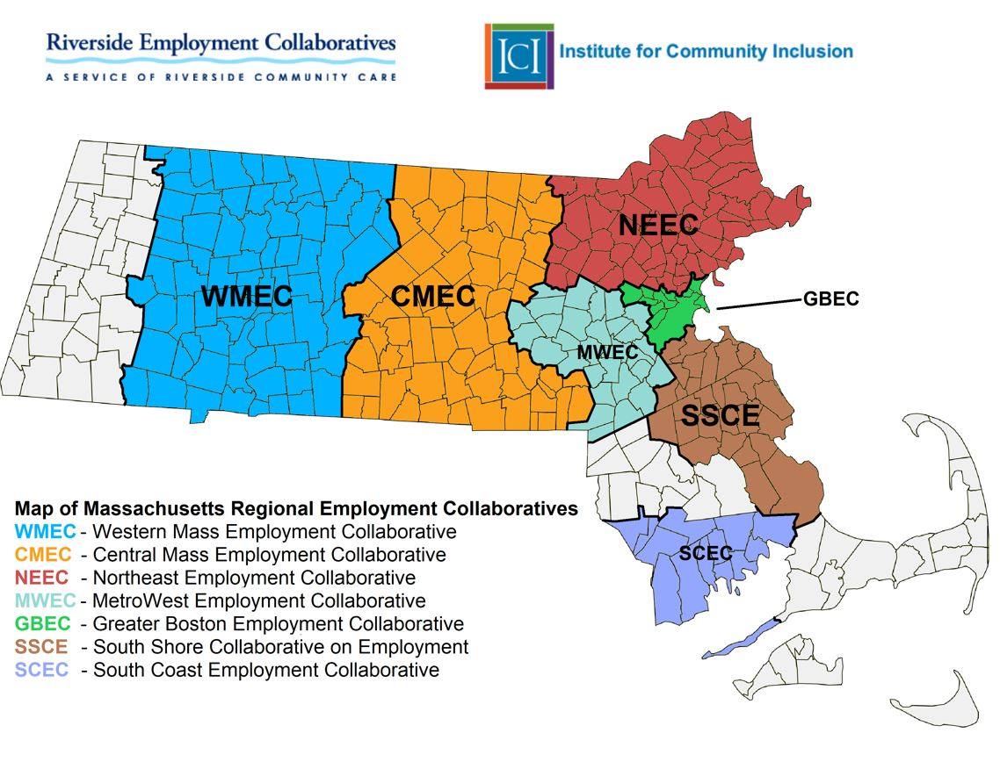 Riverside Employment Collaboratives
A SERVICE OF RIVERSIDE COMMUNITY CARE
ICI
Institute for Community Inclusion
NEEC
WMEC
CMEC
GBEC
MWEC
SSCE
SCEC
Map of Massachusetts Regional Employment Collaboratives
WMEC - Western Mass Employment Collaborative
CMEC - Central Mass Employment Collaborative
NEEC - Northeast Employment Collaborative
MWEC - MetroWest Employment Collaborative
GBEC - Greater Boston Employment Collaborative
SSCE - South Shore Collaborative on Employment
SCEC - South Coast Employment Collaborative